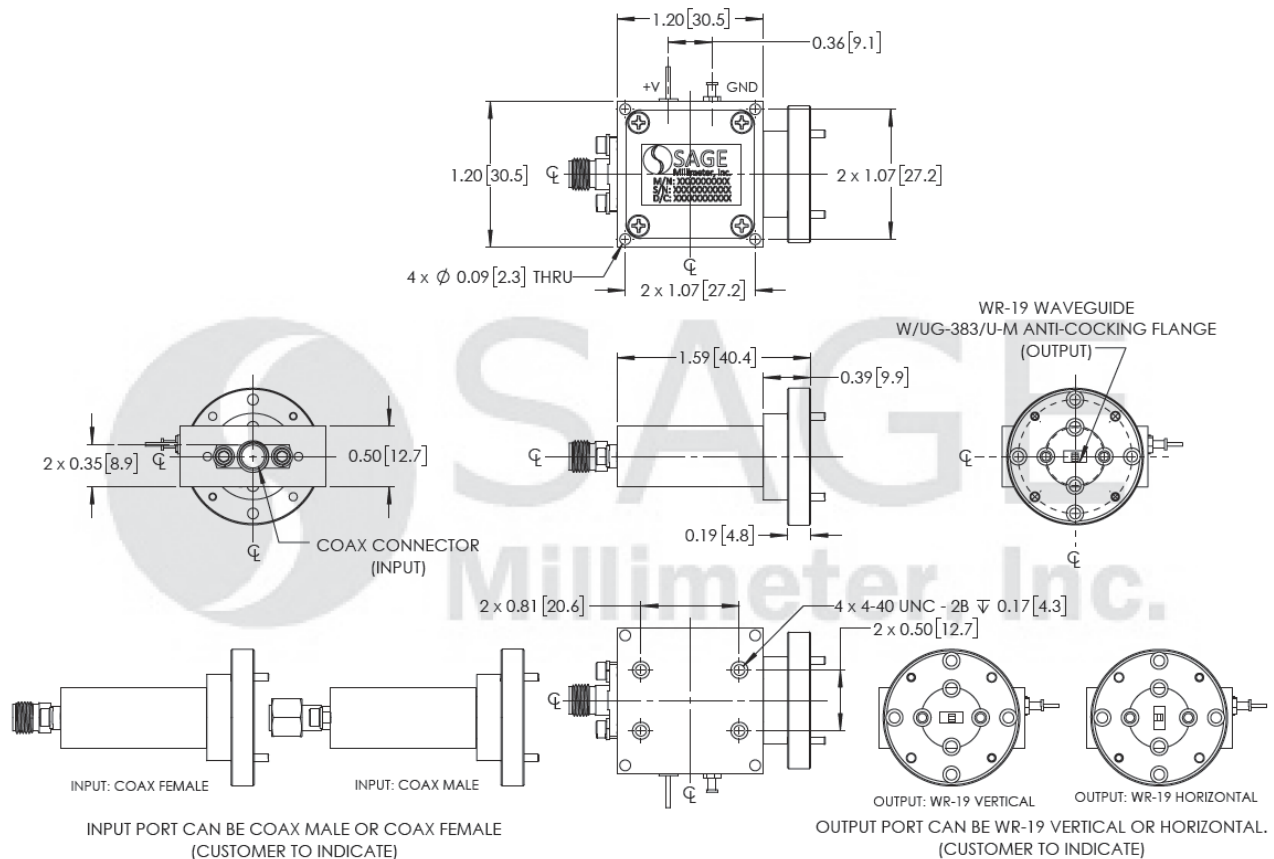 1.20[30.5]
0.36[9.1]
+V
GND
SAGE
Millimeter, Inc.
M/N: XXXXXXXXXX
S/N: XXXXXXXXXX
D/C: XXXXXXXXXX
1.20[30.5]
℄
2 x 1.07[27.2]
4 x Ø 0.09[2.3] THRU
℄
2 x 1.07[27.2]
WR-19 WAVEGUIDE
W/UG-383/U-M ANTI-COCKING FLANGE
(OUTPUT)
1.59[40.4]
0.39[9.9]
2 x 0.35[8.9]
℄
0.50[12.7]
℄
℄
0.19[4.8]
℄
℄
COAX CONNECTOR
(INPUT)
SAGE
Millimeter, Inc.
2 x 0.81[20.6]
4 x 4-40 UNC - 2B ↧ 0.17[4.3]
2 x 0.50[12.7]
℄
℄
INPUT: COAX FEMALE
INPUT: COAX MALE
OUTPUT: WR-19 VERTICAL
OUTPUT: WR-19 HORIZONTAL
INPUT PORT CAN BE COAX MALE OR COAX FEMALE
(CUSTOMER TO INDICATE)
OUTPUT PORT CAN BE WR-19 VERTICAL OR HORIZONTAL.
(CUSTOMER TO INDICATE)